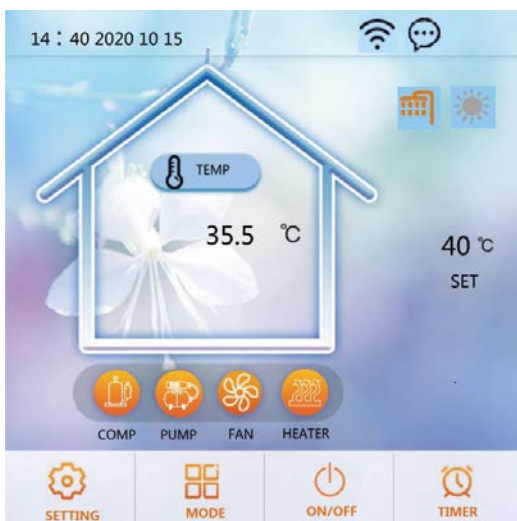 14：40 2020 10 15
TEMP
35.5 ℃
40 ℃
SET
COMP PUMP FAN HEATER
SETTING MODE ON/OFF TIMER